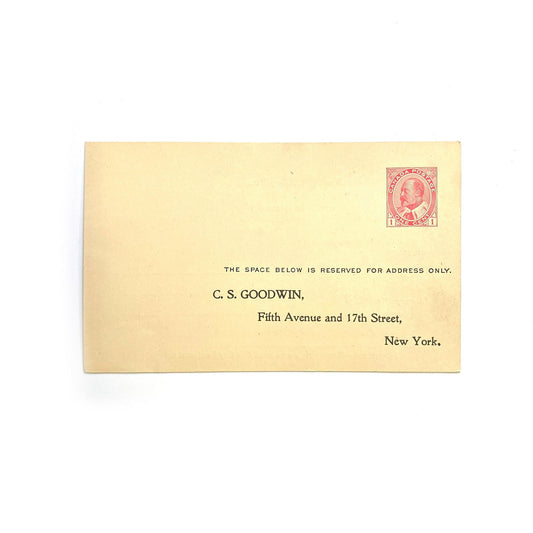 CANADA POSTAGE
ONE CENT
1 1
THE SPACE BELOW IS RESERVED FOR ADDRESS ONLY.
C. S. GOODWIN,
Fifth Avenue and 17th Street,
New York.